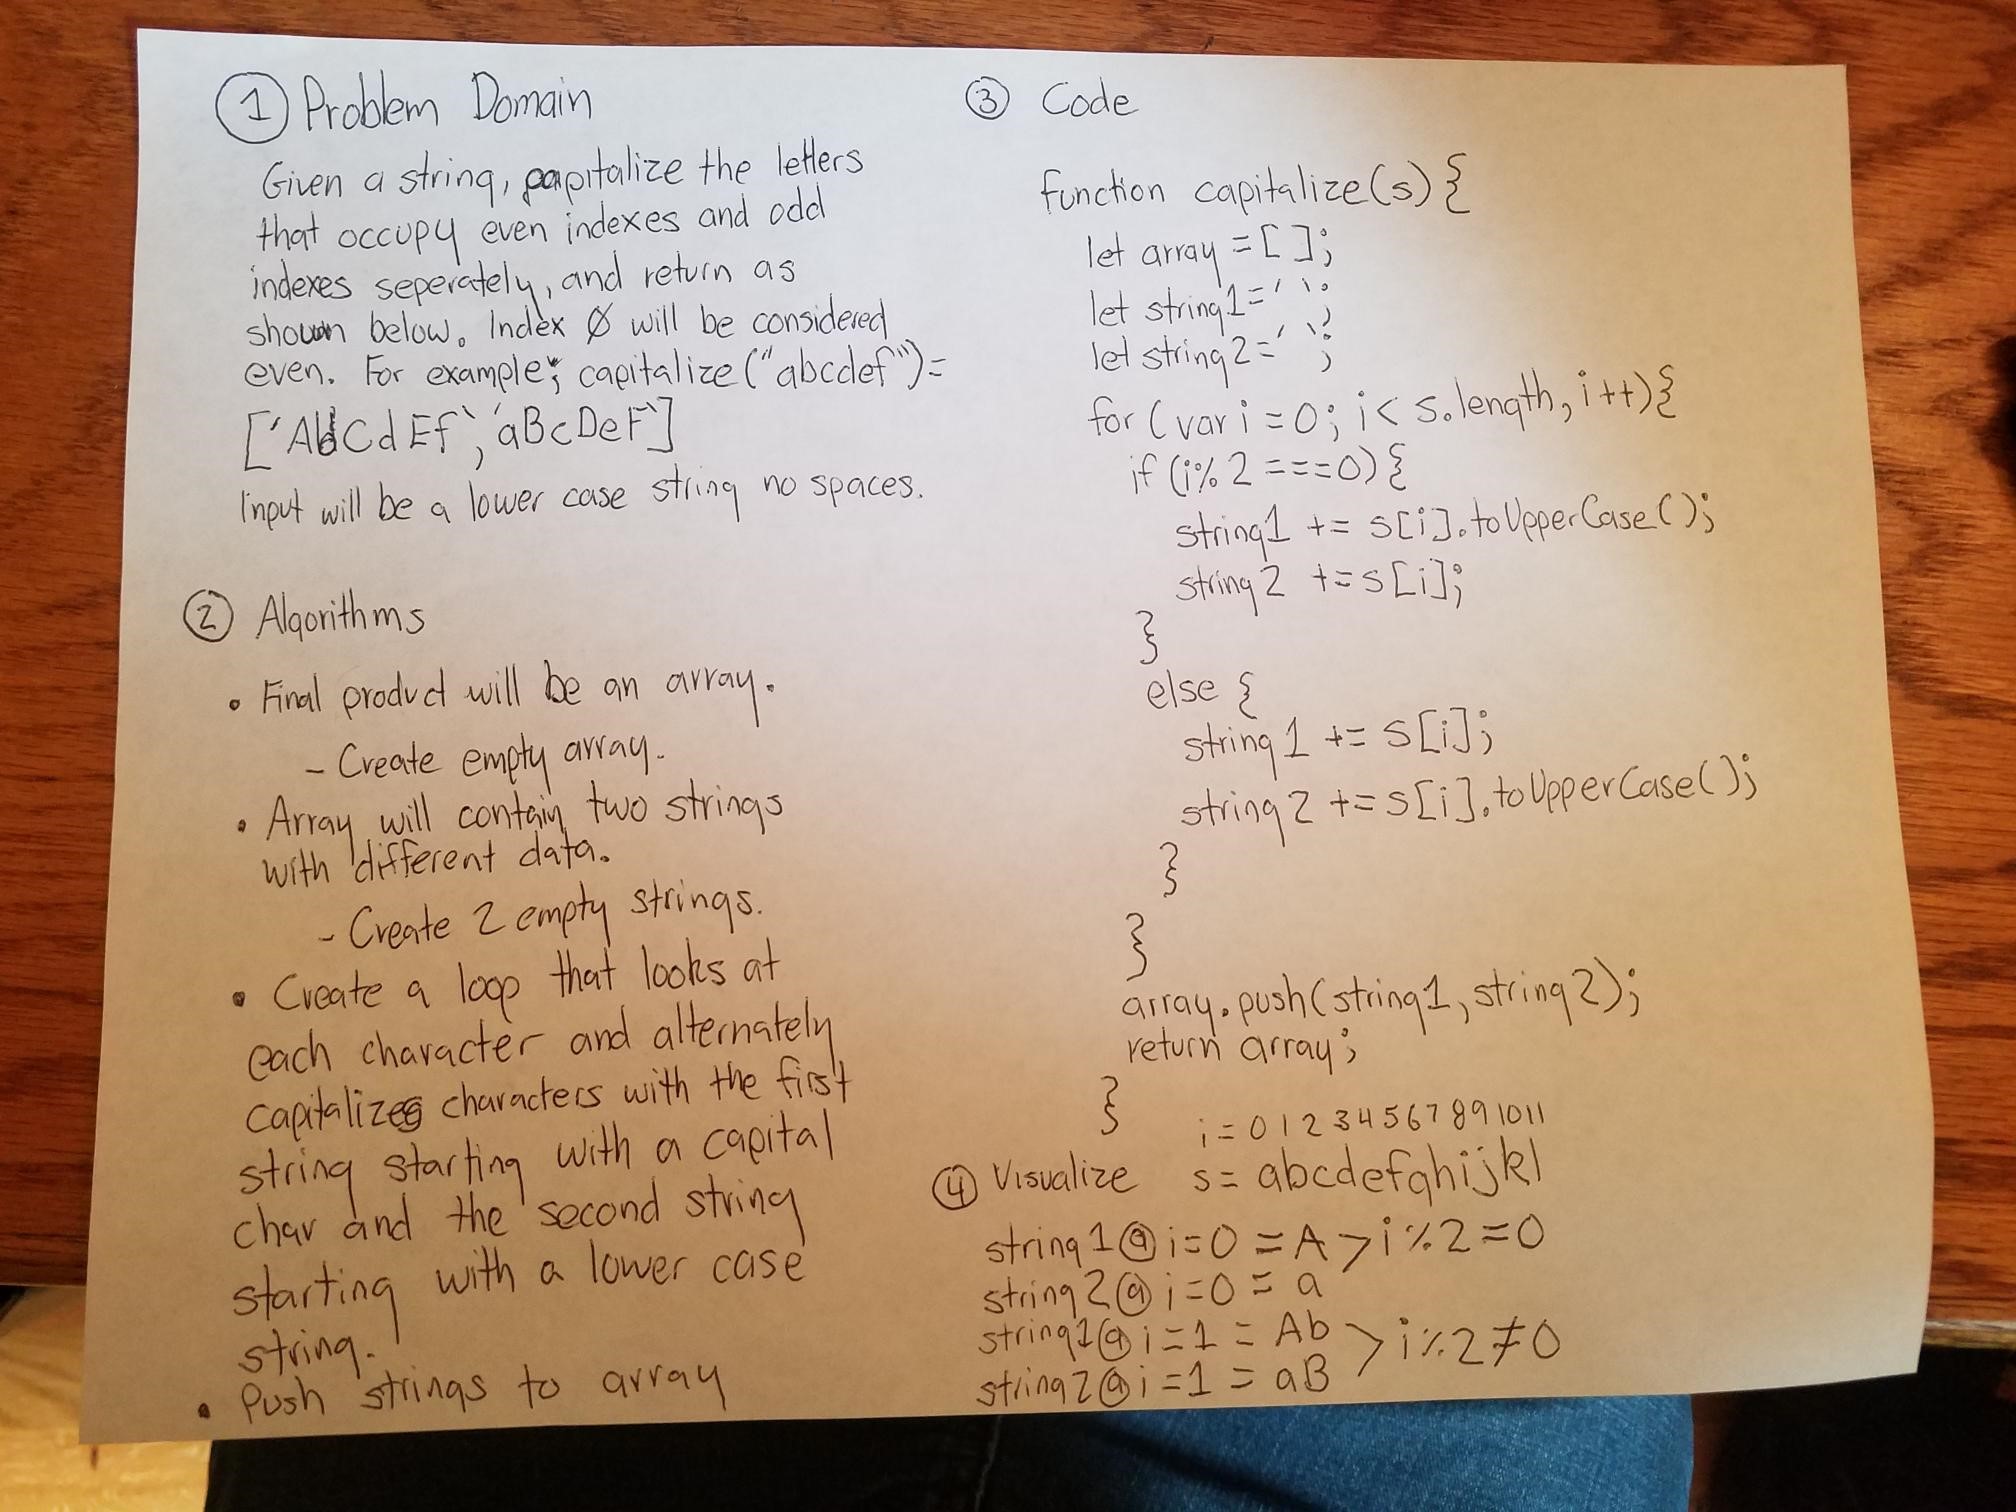 ① Problem Domain
Given a string, capitalize the letters
that occupy even indexes and odd
indexes seperately, and return as
shown below. Index Ø will be considered
even. For example; capitalize("abcdef")=
['AbCdEf', 'aBcDeF']
Input will be a lower case string no spaces.
② Algorithms
• Final product will be an array.
- Create empty array.
• Array will contain two strings
with different data.
- Create 2 empty strings.
• Create a loop that looks at
each character and alternately
capitalizes characters with the first
string starting with a capital
char and the second string
starting with a lower case
string.
• Push strings to array
③ Code
function capitalize(s){
let array = [ ];
let string1 = ' ';
let string2 = ' ';
for (var i = 0; i < s.length, i++){
if (i% 2 ===0) {
string1 += s[i].toUpperCase();
string2 += s[i];
}
else {
string1 += s[i];
string2 += s[i].toUpperCase();
}
}
array.push(string1, string2);
return array;
}
i = 0 1 2 3 4 5 6 7 8 9 10 11
④ Visualize s = abcdefghijkl
string1 @ i=0 = A > i % 2 = 0
string2 @ i=0 = a
string1 @ i=1 = Ab > i % 2 ≠ 0
string2 @ i=1 = aB